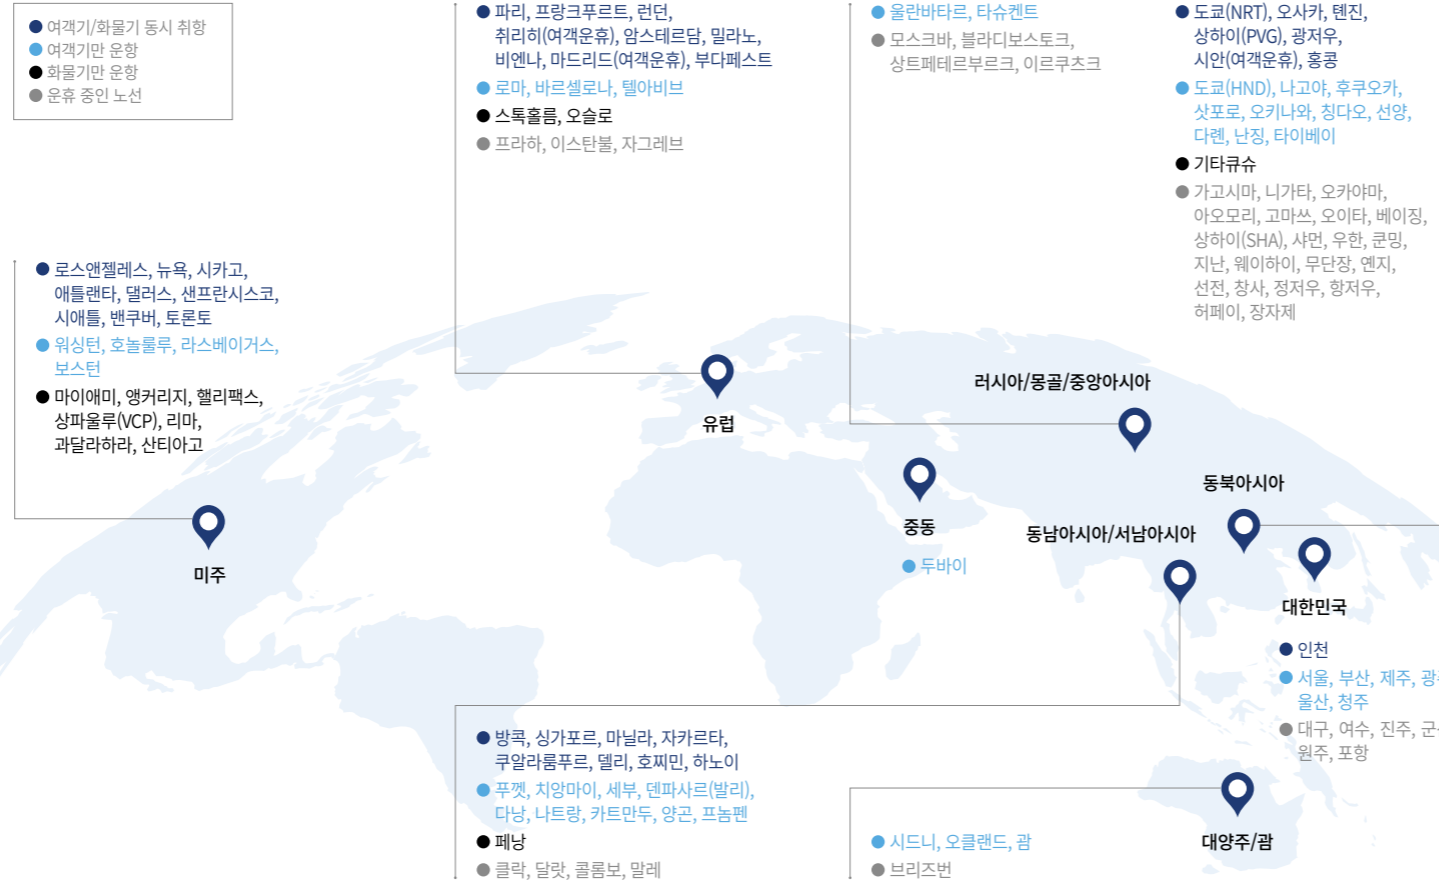 여객기/화물기 동시 취항
여객기만 운항
화물기만 운항
운휴 중인 노선
파리, 프랑크푸르트, 런던,
취리히(여객운휴), 암스테르담, 밀라노,
비엔나, 마드리드(여객운휴), 부다페스트
로마, 바르셀로나, 텔아비브
스톡홀름, 오슬로
프라하, 이스탄불, 자그레브
울란바타르, 타슈켄트
모스크바, 블라디보스토크,
상트페테르부르크, 이르쿠츠크
도쿄(NRT), 오사카, 톈진,
상하이(PVG), 광저우,
시안(여객운휴), 홍콩
도쿄(HND), 나고야, 후쿠오카,
삿포로, 오키나와, 칭다오, 선양,
다롄, 난징, 타이베이
기타큐슈
가고시마, 니가타, 오카야마,
아오모리, 고마쓰, 오이타, 베이징,
상하이(SHA), 샤먼, 우한, 쿤밍,
지난, 웨이하이, 무단장, 옌지,
선전, 창사, 정저우, 항저우,
허페이, 장자제
로스앤젤레스, 뉴욕, 시카고,
애틀랜타, 댈러스, 샌프란시스코,
시애틀, 밴쿠버, 토론토
워싱턴, 호놀룰루, 라스베이거스,
보스턴
마이애미, 앵커리지, 핼리팩스,
상파울루(VCP), 리마,
과달라하라, 산티아고
미주
유럽
러시아/몽골/중앙아시아
중동
두바이
동북아시아
동남아시아/서남아시아
대한민국
인천
서울, 부산, 제주,
울산, 청주
대구, 여수, 진주,
원주, 포항
방콕, 싱가포르, 마닐라, 자카르타,
쿠알라룸푸르, 델리, 호찌민, 하노이
푸껫, 치앙마이, 세부, 덴파사르(발리),
다낭, 나트랑, 카트만두, 양곤, 프놈펜
페낭
클락, 달랏, 콜롬보, 말레
시드니, 오클랜드, 괌
브리즈번
대양주/괌